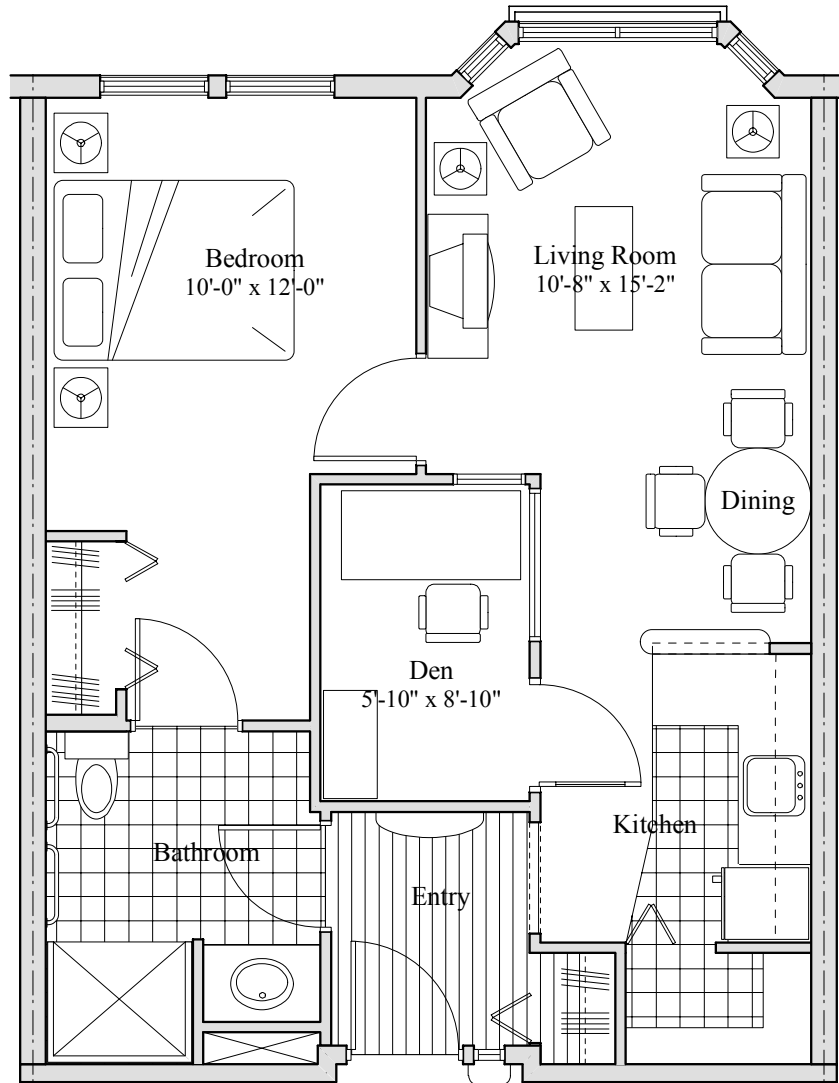 Bedroom
10'-0" x 12'-0"
Living Room
10'-8" x 15'-2"
Dining
Den
5'-10" x 8'-10"
Kitchen
Bathroom
Entry